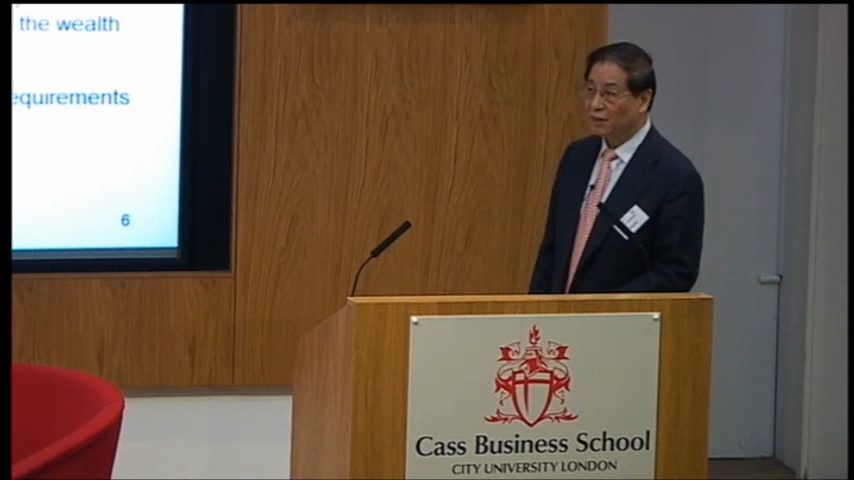 the wealth
equirements
6
Cass Business School
CITY UNIVERSITY LONDON